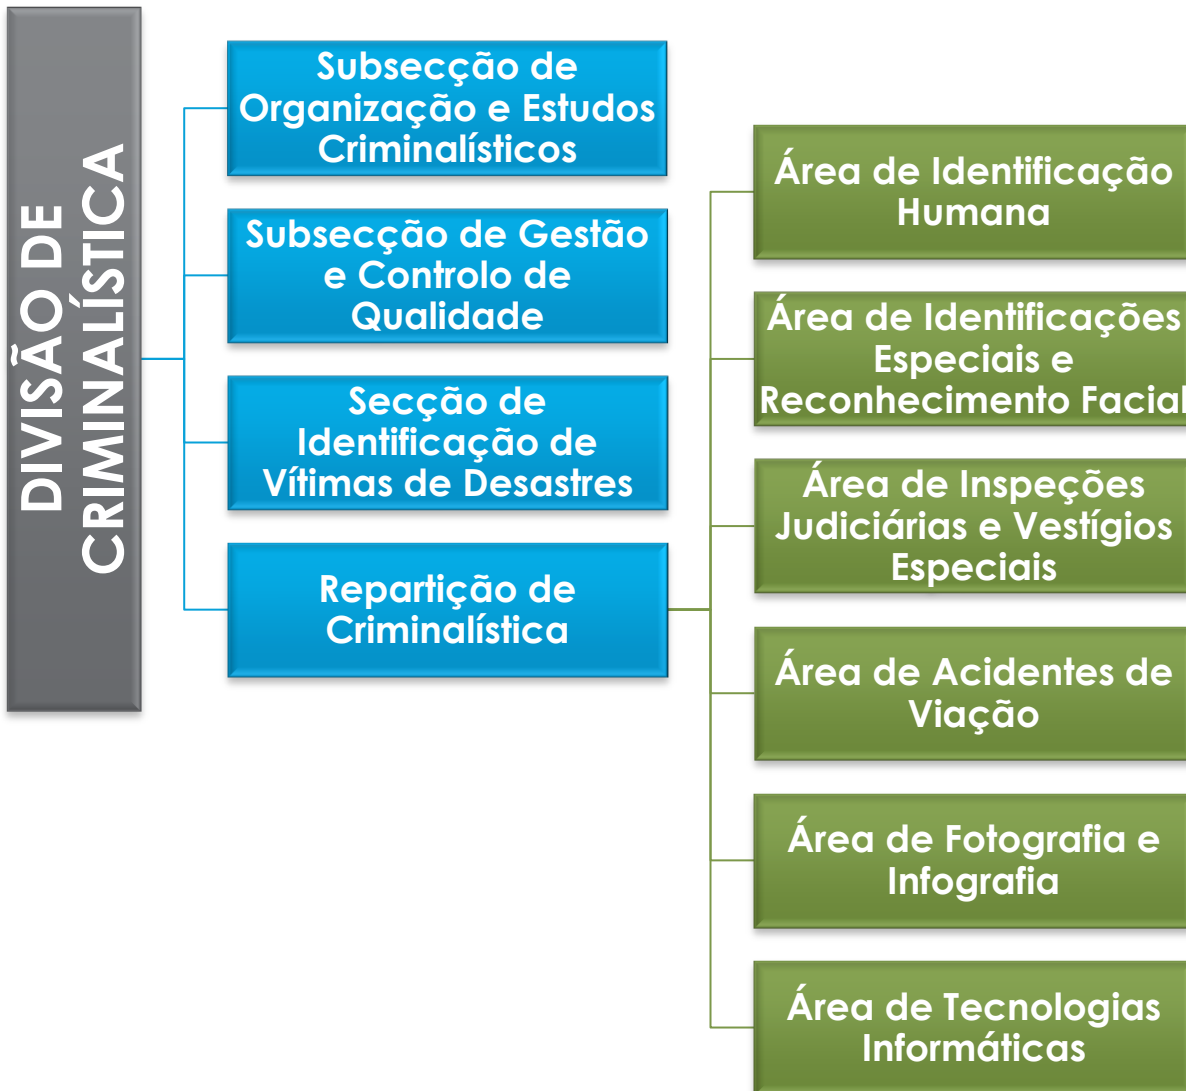 DIVISÃO DE
CRIMINALÍSTICA
Subsecção de
Organização e Estudos
Criminalísticos
Subsecção de Gestão
e Controlo de
Qualidade
Secção de
Identificação de
Vítimas de Desastres
Repartição de
Criminalística
Área de Identificação
Humana
Área de Identificações
Especiais e
Reconhecimento Facial
Área de Inspeções
Judiciárias e Vestígios
Especiais
Área de Acidentes de
Viação
Área de Fotografia e
Infografia
Área de Tecnologias
Informáticas